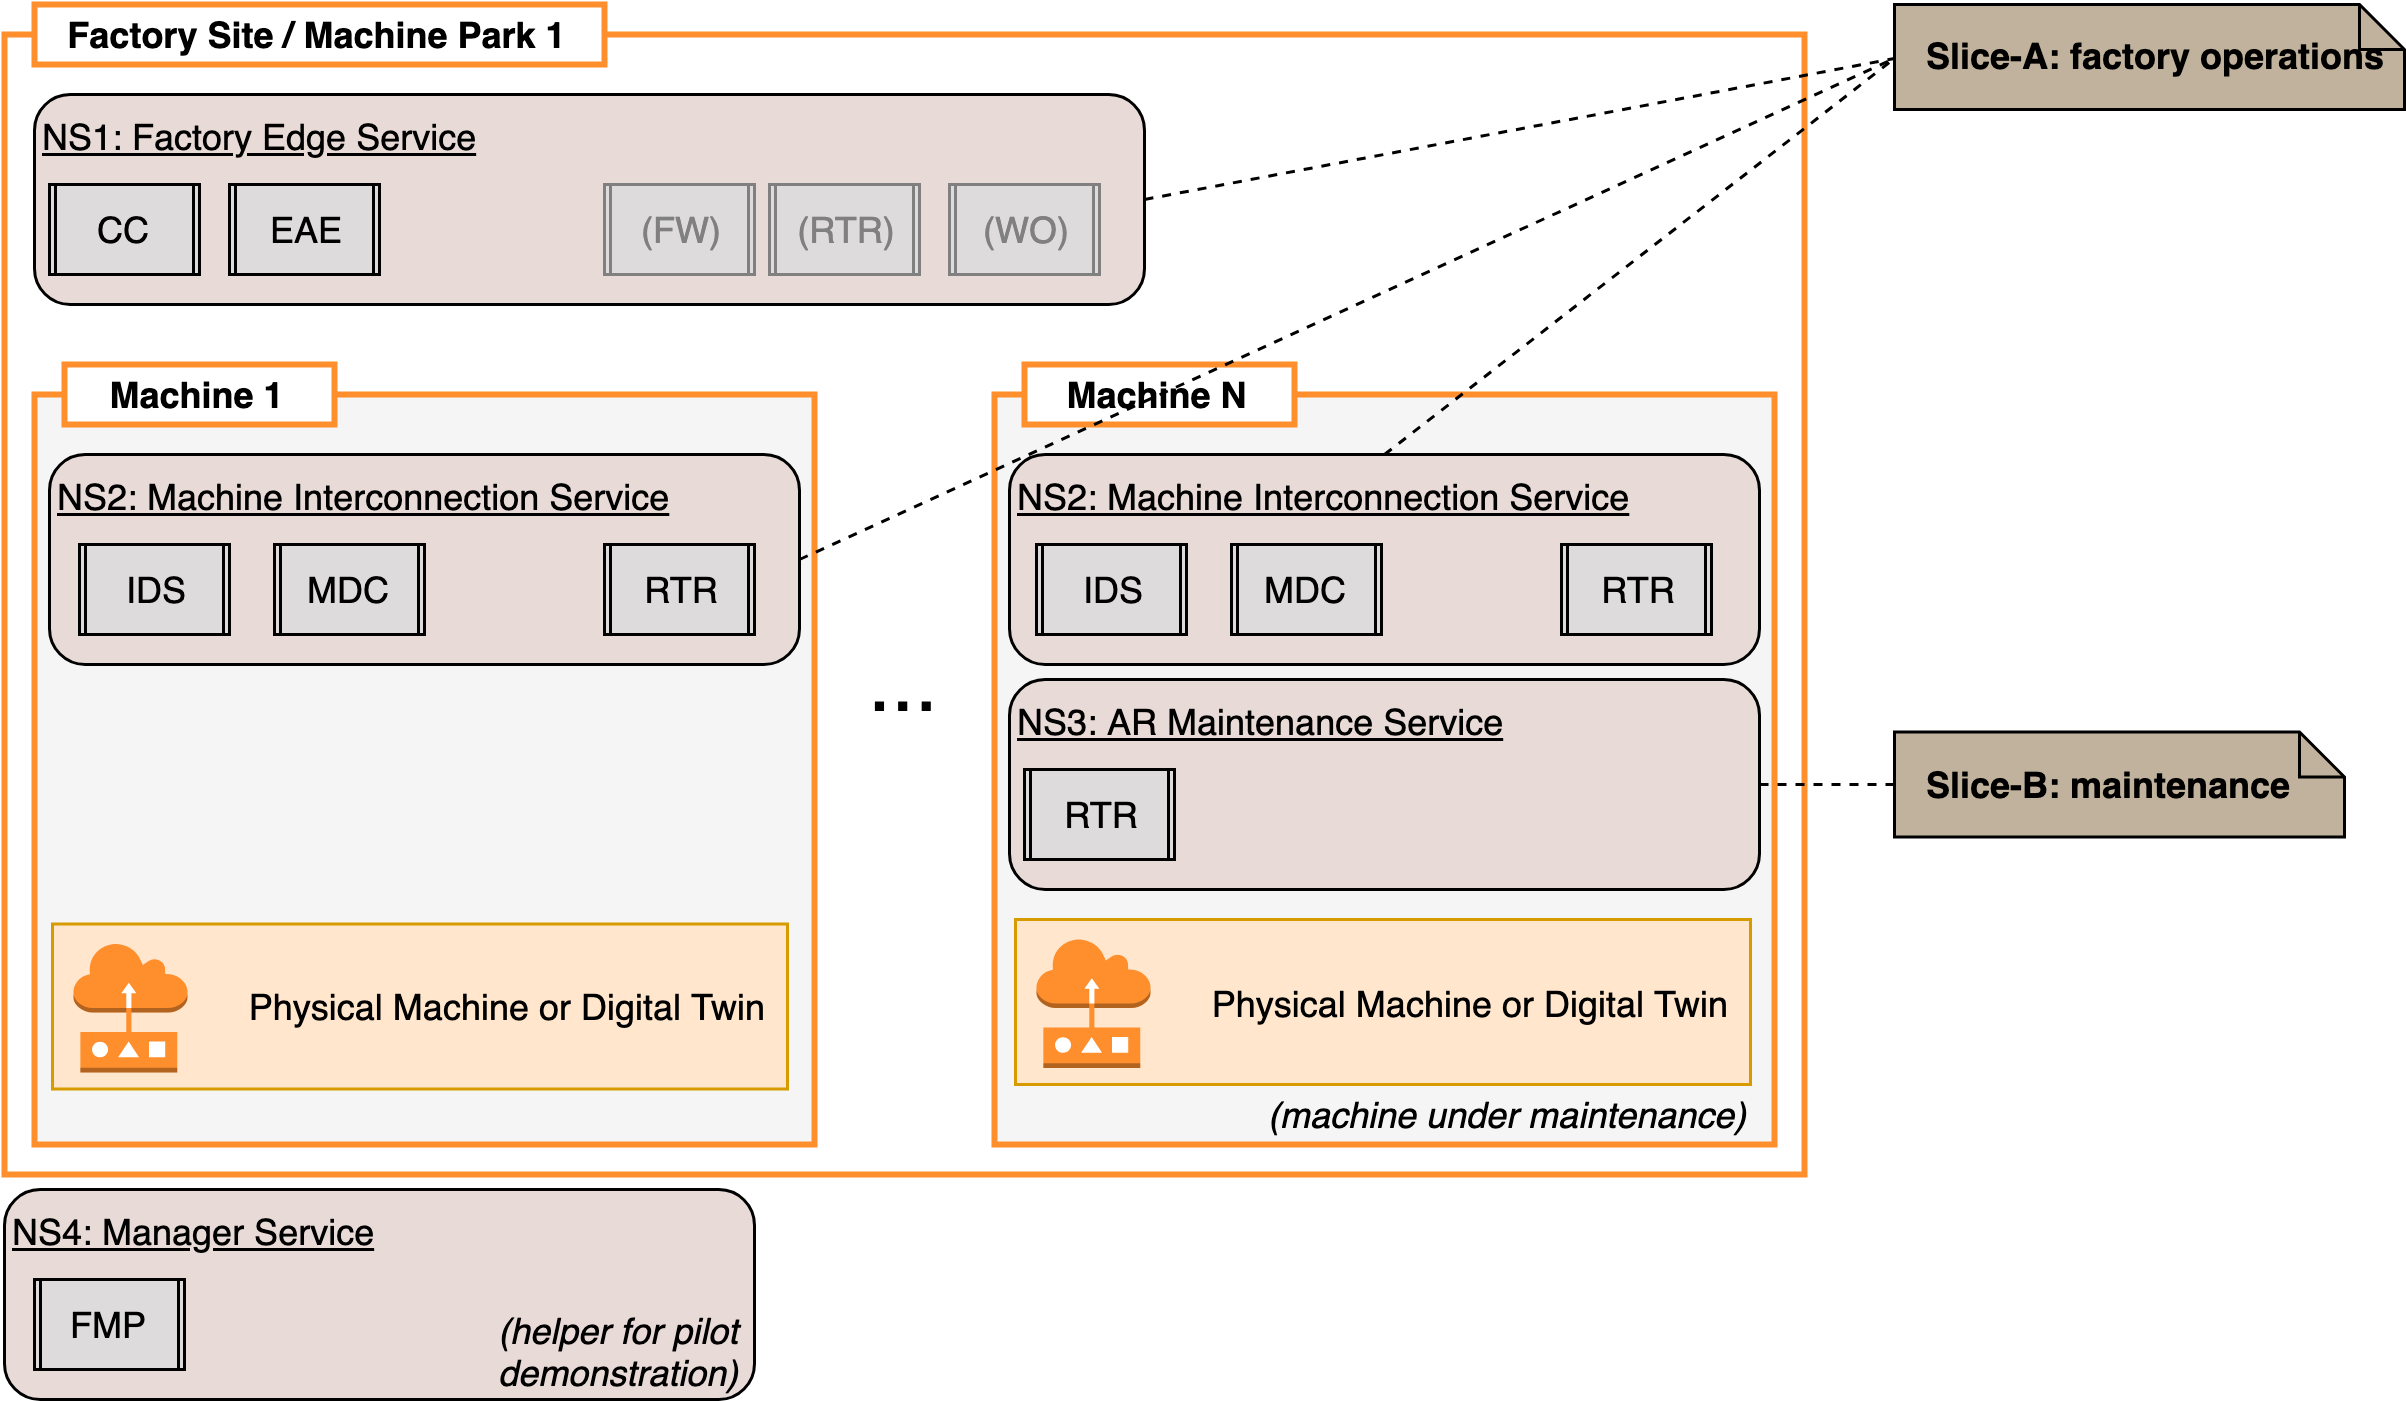 Factory Site / Machine Park 1
Slice-A: factory operations
NS1: Factory Edge Service
CC
EAE
(FW)
(RTR)
(WO)
Machine 1
NS2: Machine Interconnection Service
IDS
MDC
RTR
Physical Machine or Digital Twin
...
Machine N
NS2: Machine Interconnection Service
IDS
MDC
RTR
NS3: AR Maintenance Service
RTR
Physical Machine or Digital Twin
(machine under maintenance)
Slice-B: maintenance
NS4: Manager Service
FMP
(helper for pilot
demonstration)